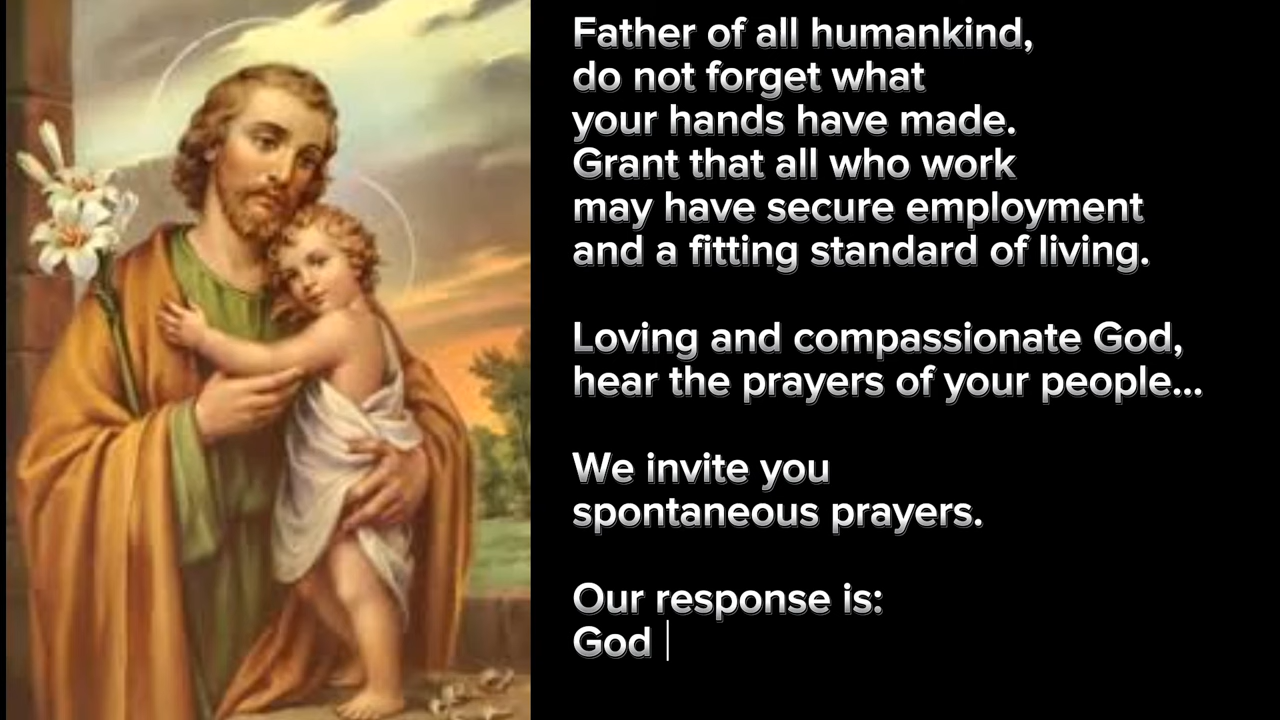 Father of all humankind,
do not forget what
your hands have made.
Grant that all who work
may have secure employment
and a fitting standard of living.
Loving and compassionate God,
hear the prayers of your people...
We invite you
spontaneous prayers.
Our response is:
God